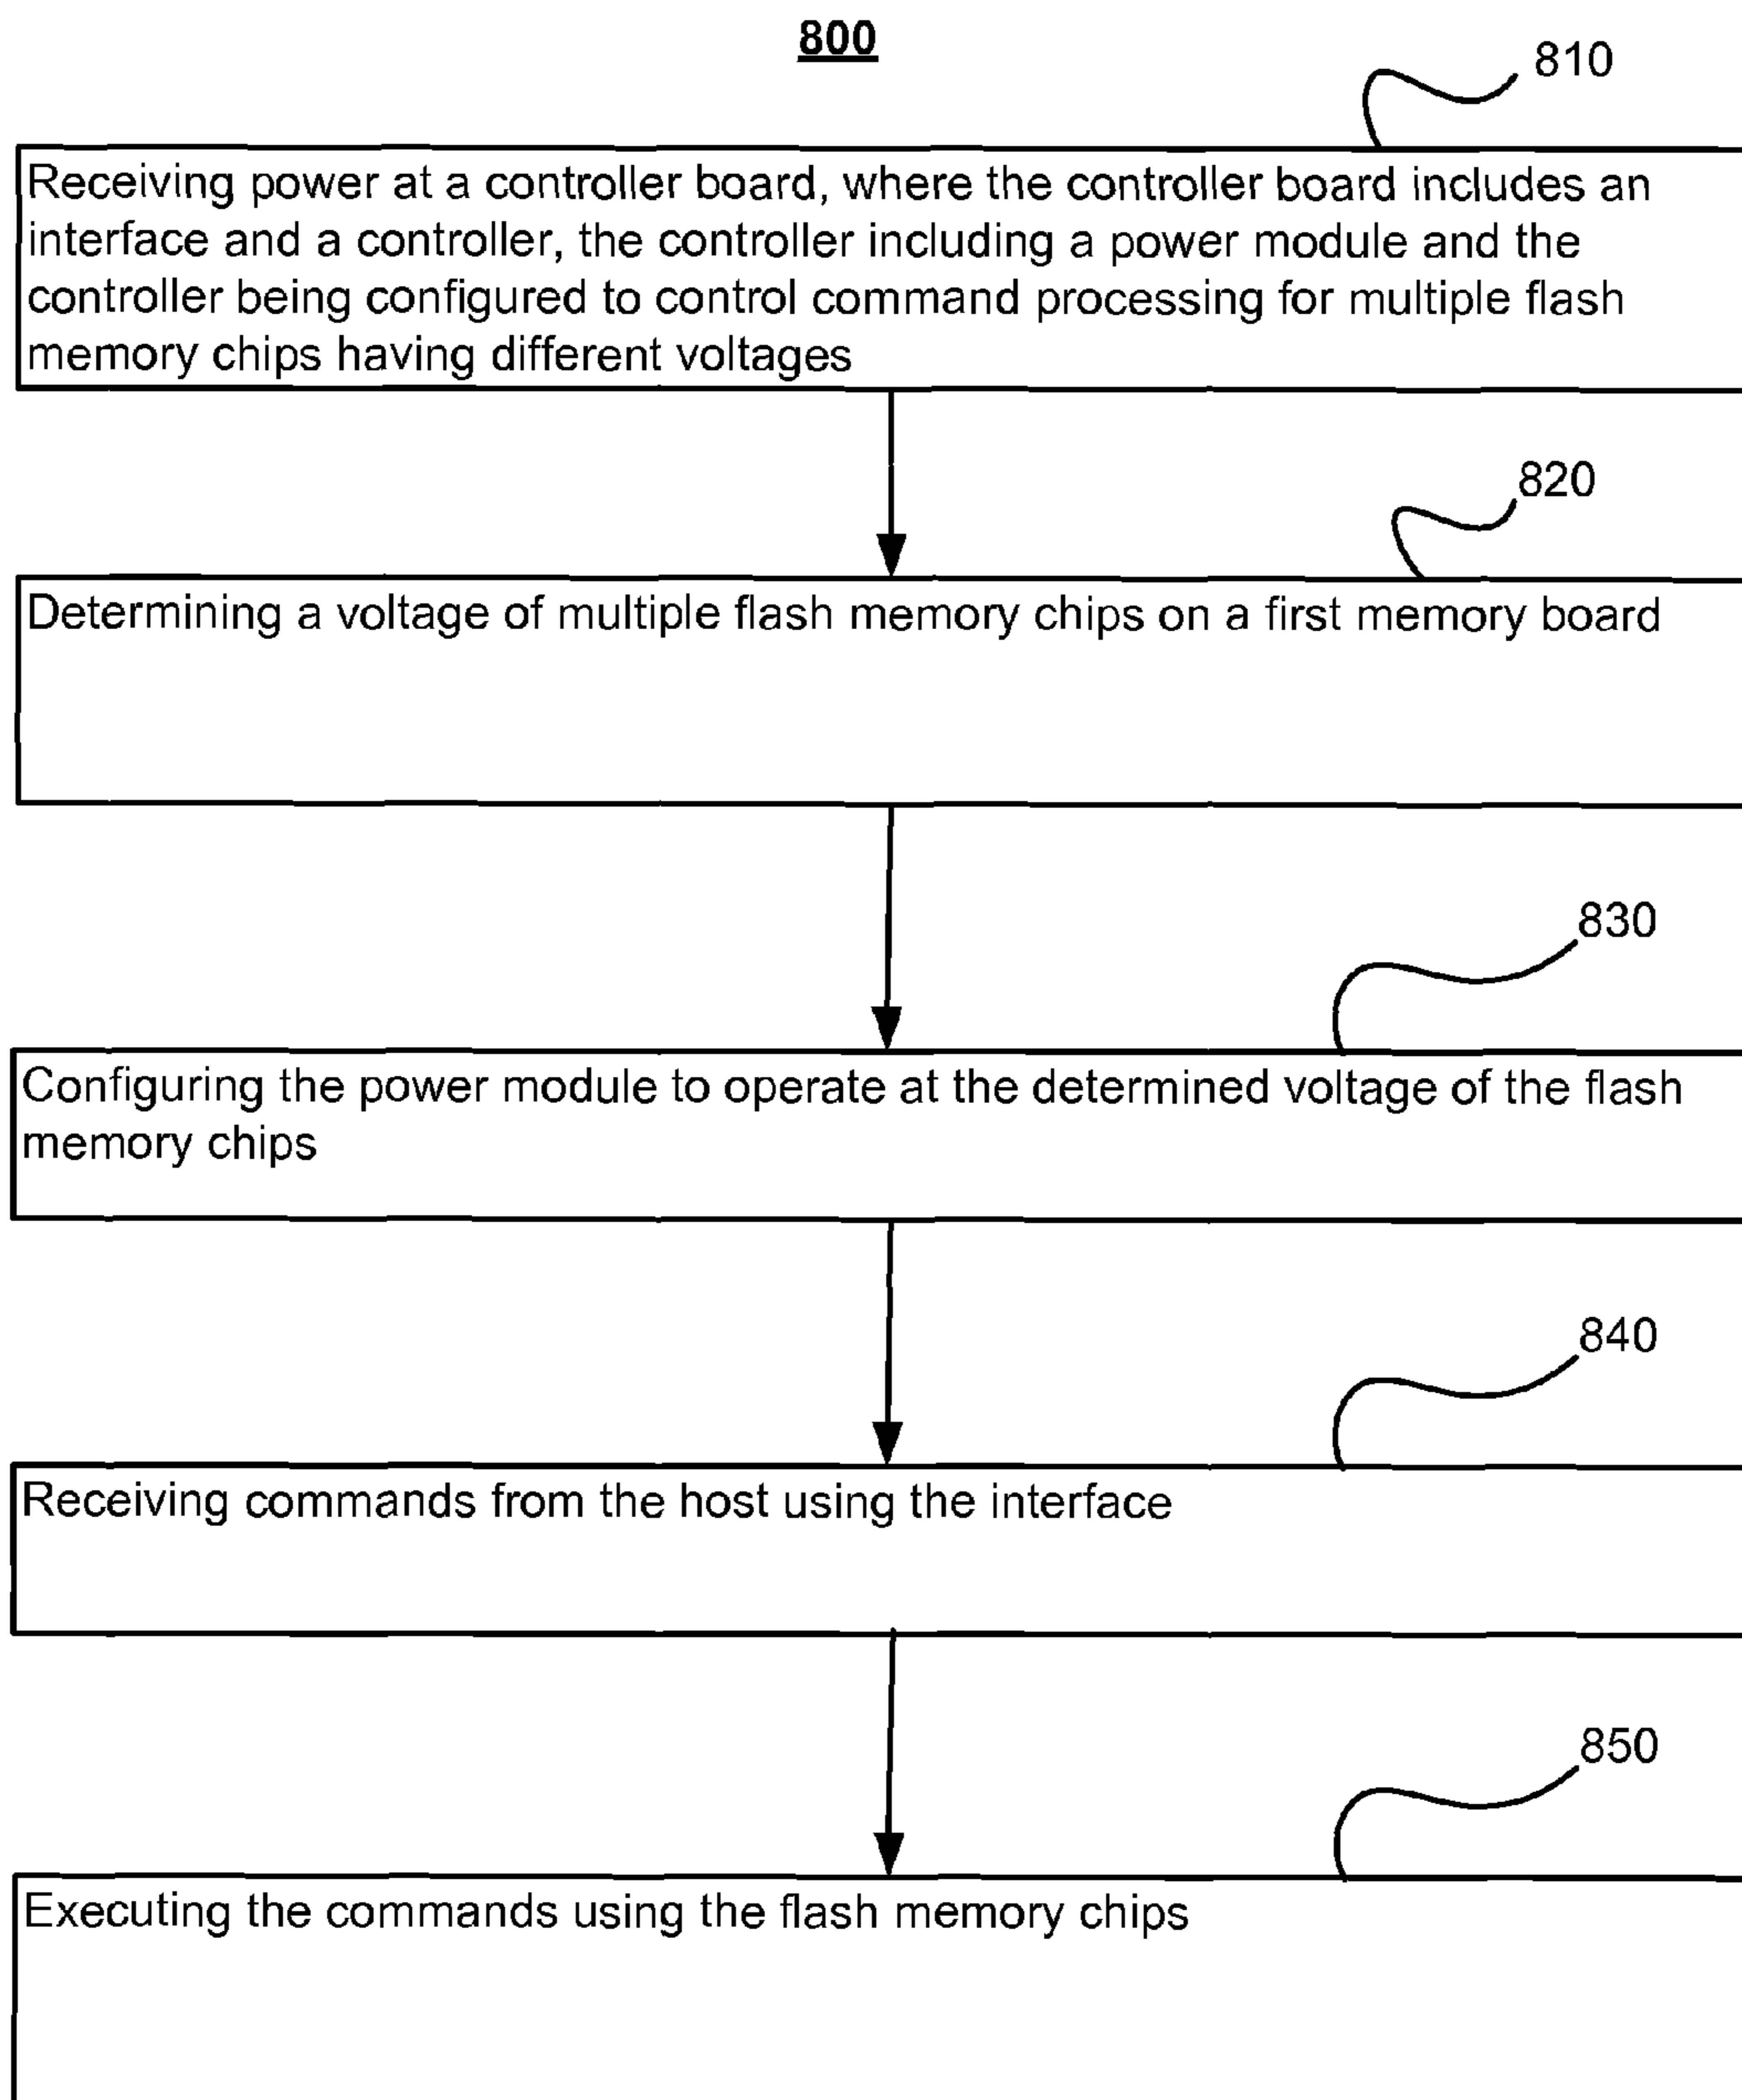 800
810
Receiving power at a controller board, where the controller board includes an
interface and a controller, the controller including a power module and the
controller being configured to control command processing for multiple flash
memory chips having different voltages
820
Determining a voltage of multiple flash memory chips on a first memory board
830
Configuring the power module to operate at the determined voltage of the flash
memory chips
840
Receiving commands from the host using the interface
850
Executing the commands using the flash memory chips